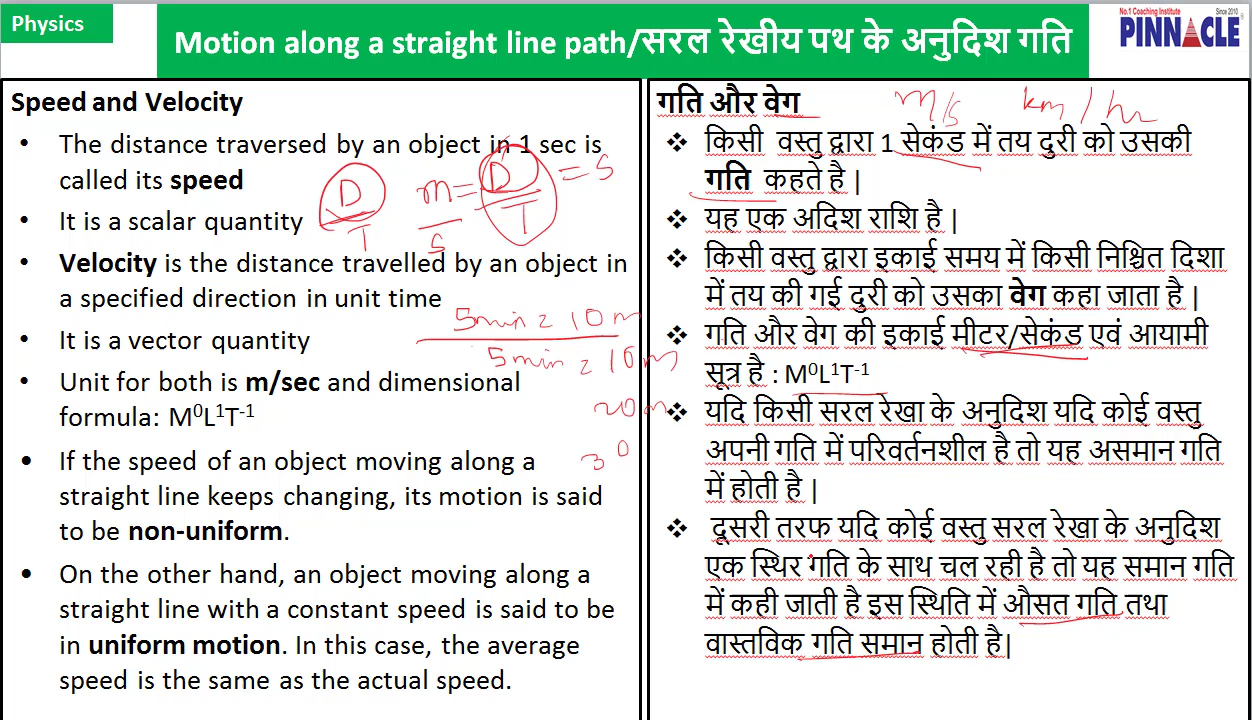 Physics
Motion along a straight line path/सरल रेखीय पथ के अनुदिश गति
No.1 Coaching Institute Since 2010
PINNACLE
Speed and Velocity
• The distance traversed by an object in 1 sec is
called its speed
• It is a scalar quantity
• Velocity is the distance travelled by an object in
a specified direction in unit time
• It is a vector quantity
• Unit for both is m/sec and dimensional
formula: M⁰L¹T⁻¹
• If the speed of an object moving along a
straight line keeps changing, its motion is said
to be non-uniform.
• On the other hand, an object moving along a
straight line with a constant speed is said to be
in uniform motion. In this case, the average
speed is the same as the actual speed.
D
T
m = D = S
S T
5min = 10 m
5min = 10 m
20 m
30
गति और वेग
m/s km/hr
❖ किसी वस्तु द्वारा 1 सेकंड में तय दुरी को उसकी
गति कहते है |
❖ यह एक अदिश राशि है |
❖ किसी वस्तु द्वारा इकाई समय में किसी निश्चित दिशा
में तय की गई दुरी को उसका वेग कहा जाता है |
❖ गति और वेग की इकाई मीटर/सेकंड एवं आयामी
सूत्र है : M⁰L¹T⁻¹
❖ यदि किसी सरल रेखा के अनुदिश यदि कोई वस्तु
अपनी गति में परिवर्तनशील है तो यह असमान गति
में होती है |
❖ दूसरी तरफ यदि कोई वस्तु सरल रेखा के अनुदिश
एक स्थिर गति के साथ चल रही है तो यह समान गति
में कही जाती है इस स्थिति में औसत गति तथा
वास्तविक गति समान होती है|